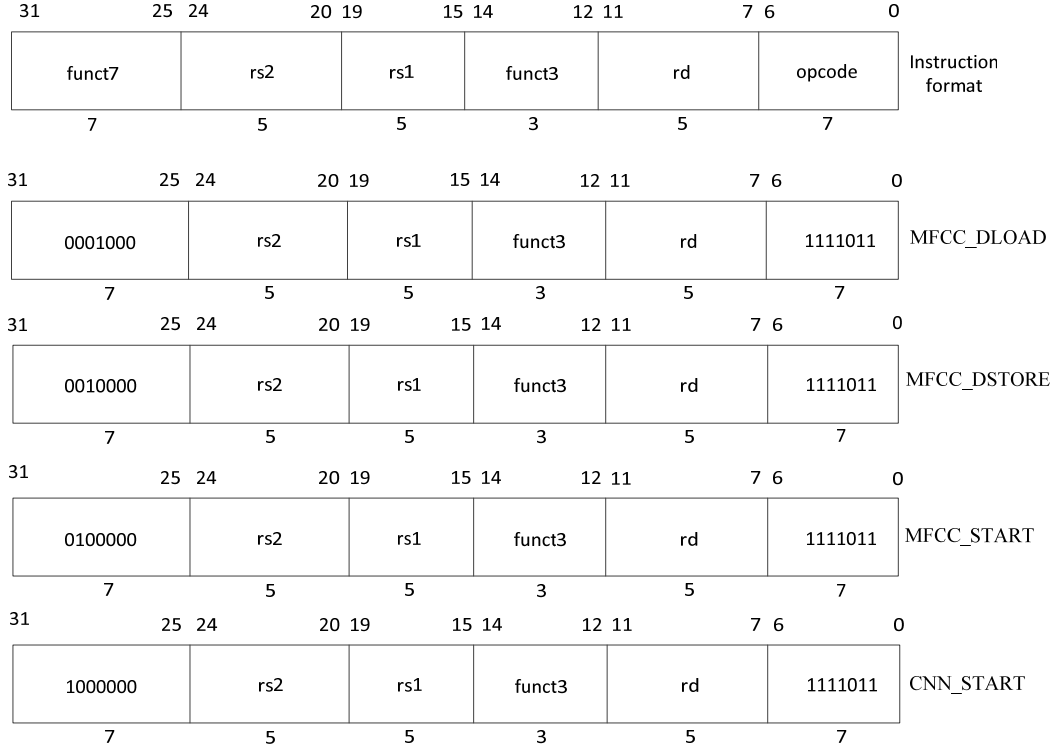 31 25 24 20 19 15 14 12 11 7 6 0
funct7 rs2 rs1 funct3 rd opcode Instruction format
7 5 5 3 5 7
31 25 24 20 19 15 14 12 11 7 6 0
0001000 rs2 rs1 funct3 rd 1111011 MFCC_DLOAD
7 5 5 3 5 7
31 25 24 20 19 15 14 12 11 7 6 0
0010000 rs2 rs1 funct3 rd 1111011 MFCC_DSTORE
7 5 5 3 5 7
31 25 24 20 19 15 14 12 11 7 6 0
0100000 rs2 rs1 funct3 rd 1111011 MFCC_START
7 5 5 3 5 7
31 25 24 20 19 15 14 12 11 7 6 0
1000000 rs2 rs1 funct3 rd 1111011 CNN_START
7 5 5 3 5 7